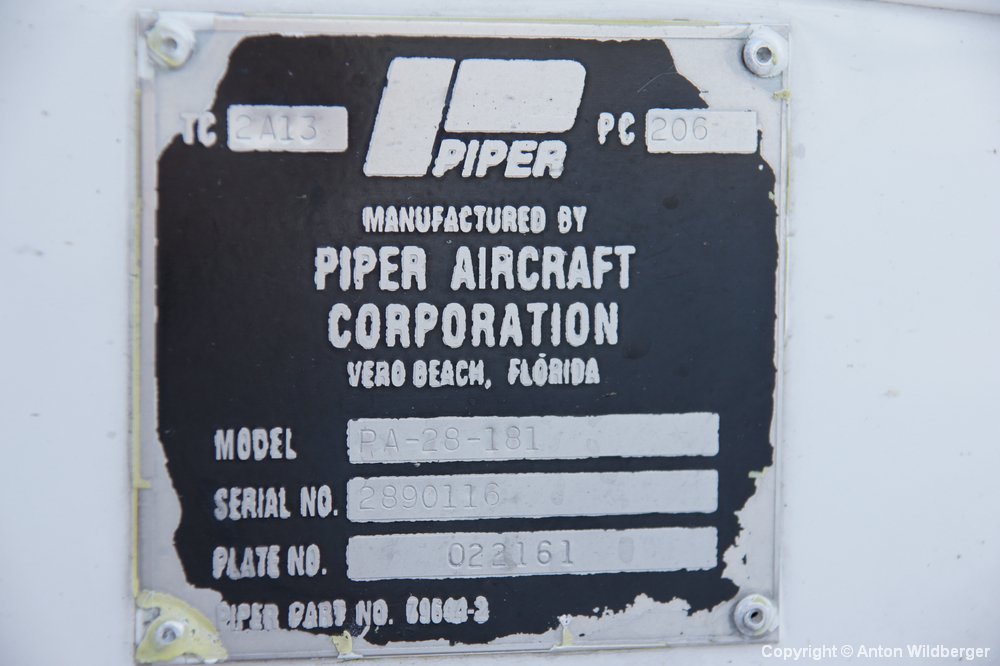 TC 2A13
PIPER
PC 206
MANUFACTURED BY
PIPER AIRCRAFT
CORPORATION
VERO BEACH, FLORIDA
MODEL PA-28-181
SERIAL NO. 2890116
PLATE NO. 022161
PIPER PART NO.
Copyright © Anton Wildberger